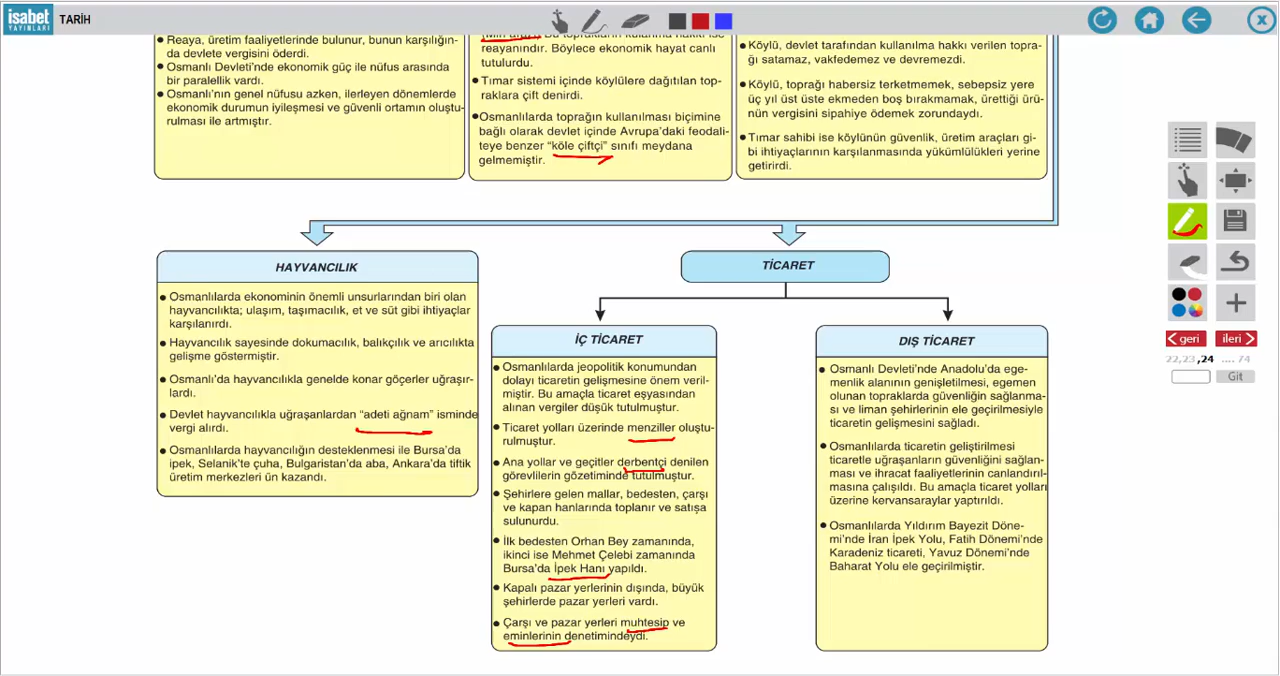 isabet
YAYINLARI
TARİH
Reaya, üretim faaliyetlerinde bulunur, bunun karşılığın-
da devlete vergisini öderdi.
Osmanlı Devleti'nde ekonomik güç ile nüfus arasında
bir paralellik vardı.
Osmanlı'nın genel nüfusu azken, ilerleyen dönemlerde
ekonomik durumun iyileşmesi ve güvenli ortamın oluştu-
rulması ile artmıştır.
reayanındır. Böylece ekonomik hayat canlı
tutulurdu.
Tımar sistemi içinde köylülere dağıtılan top-
raklara çift denirdi.
Osmanlılarda toprağın kullanılması biçimine
bağlı olarak devlet içinde Avrupa'daki feodali-
teye benzer "köle çiftçi" sınıfı meydana
gelmemiştir.
Köylü, devlet tarafından kullanılma hakkı verilen topra-
ğı satamaz, vakfedemez ve devremezdi.
Köylü, toprağı habersiz terketmemek, sebepsiz yere
üç yıl üst üste ekmeden boş bırakmamak, ürettiği ürü-
nün vergisini sipahiye ödemek zorundaydı.
Tımar sahibi ise köylünün güvenlik, üretim araçları gi-
bi ihtiyaçlarının karşılanmasında yükümlülükleri yerine
getirirdi.
HAYVANCILIK
Osmanlılarda ekonominin önemli unsurlarından biri olan
hayvancılıkta; ulaşım, taşımacılık, et ve süt gibi ihtiyaçlar
karşılanırdı.
Hayvancılık sayesinde dokumacılık, balıkçılık ve arıcılıkta
gelişme göstermiştir.
Osmanlı'da hayvancılıkla genelde konar göçerler uğraşır-
lardı.
Devlet hayvancılıkla uğraşanlardan "adeti ağnam" isminde
vergi alırdı.
Osmanlılarda hayvancılığın desteklenmesi ile Bursa'da
ipek, Selanik'te çuha, Bulgaristan'da aba, Ankara'da tiftik
üretim merkezleri ün kazandı.
TİCARET
İÇ TİCARET
Osmanlılarda jeopolitik konumundan
dolayı ticaretin gelişmesine önem veril-
miştir. Bu amaçla ticaret eşyasından
alınan vergiler düşük tutulmuştur.
Ticaret yolları üzerinde menziller oluştu-
rulmuştur.
Ana yollar ve geçitler derbentçi denilen
görevlilerin gözetiminde tutulmuştur.
Şehirlere gelen mallar, bedesten, çarşı
ve kapan hanlarında toplanır ve satışa
sunulurdu.
İlk bedesten Orhan Bey zamanında,
ikinci ise Mehmet Çelebi zamanında
Bursa'da İpek Hanı yapıldı.
Kapalı pazar yerlerinin dışında, büyük
şehirlerde pazar yerleri vardı.
Çarşı ve pazar yerleri muhtesip ve
eminlerinin denetimindeydi.
DIŞ TİCARET
Osmanlı Devleti'nde Anadolu'da ege-
menlik alanının genişletilmesi, egemen
olunan topraklarda güvenliğin sağlanma-
sı ve liman şehirlerinin ele geçirilmesiyle
ticaretin gelişmesini sağladı.
Osmanlılarda ticaretin geliştirilmesi
ticaretle uğraşanların güvenliğini sağlan-
ması ve ihracat faaliyetlerinin canlandırıl-
masına çalışıldı. Bu amaçla ticaret yolları
üzerine kervansaraylar yaptırıldı.
Osmanlılarda Yıldırım Bayezit Döne-
mi'nde İran İpek Yolu, Fatih Dönemi'nde
Karadeniz ticareti, Yavuz Dönemi'nde
Baharat Yolu ele geçirilmiştir.
geri
ileri
22,23,24 .... 74
Git